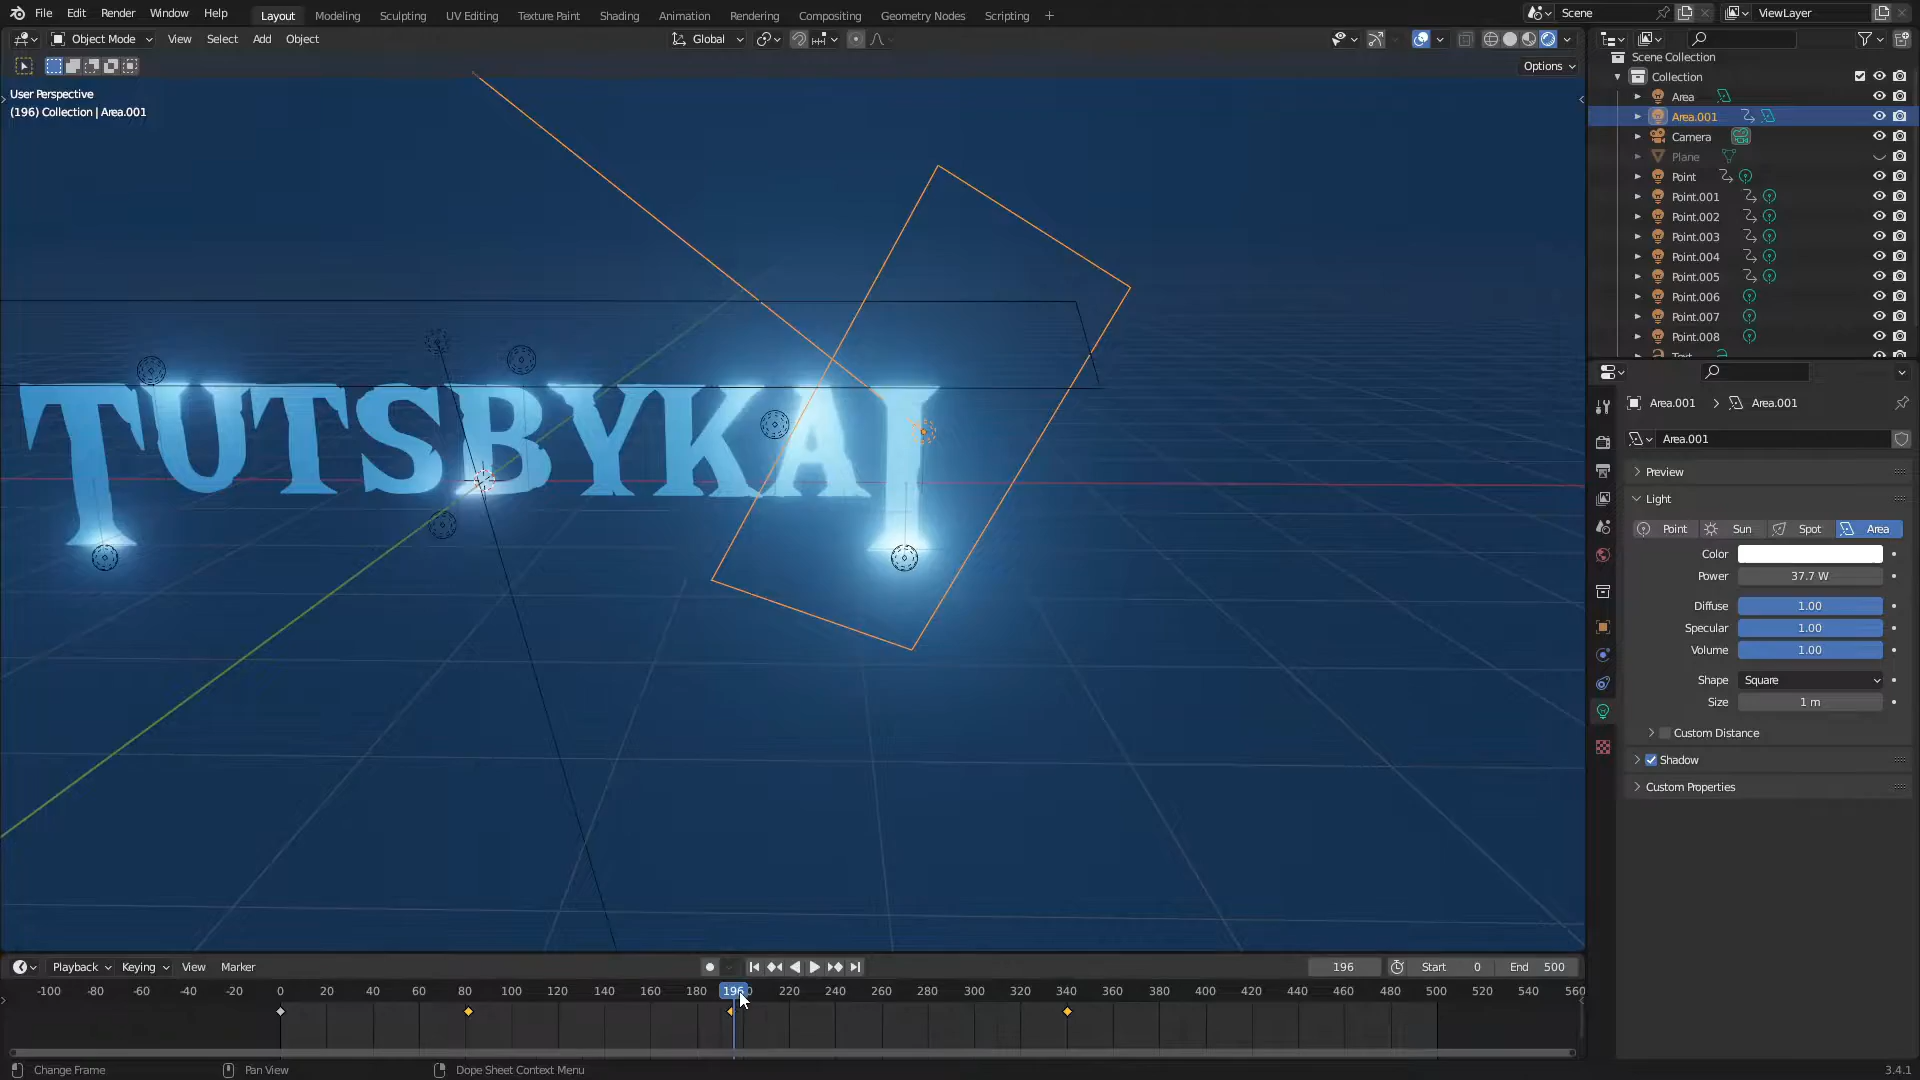 File Edit Render Window Help Layout Modeling Sculpting UV Editing Texture Paint Shading Animation Rendering Compositing Geometry Nodes Scripting + Scene ViewLayer
Object Mode View Select Add Object Global
Options
Scene Collection
Collection
Area
Area.001
Camera
Plane
Point
Point.001
Point.002
Point.003
Point.004
Point.005
Point.006
Point.007
Point.008
Text
User Perspective
(196) Collection | Area.001
TUTSBYKAI
Area.001 > Area.001
Area.001
Preview
Light
Point Sun Spot Area
Color
Power 37.7 W
Diffuse 1.00
Specular 1.00
Volume 1.00
Shape Square
Size 1 m
Custom Distance
Shadow
Custom Properties
Playback Keying View Marker 196 Start 0 End 500
-100 -80 -60 -40 -20 0 20 40 60 80 100 120 140 160 180 196 220 240 260 280 300 320 340 360 380 400 420 440 460 480 500 520 540 560
Change Frame Pan View Dope Sheet Context Menu 3.4.1